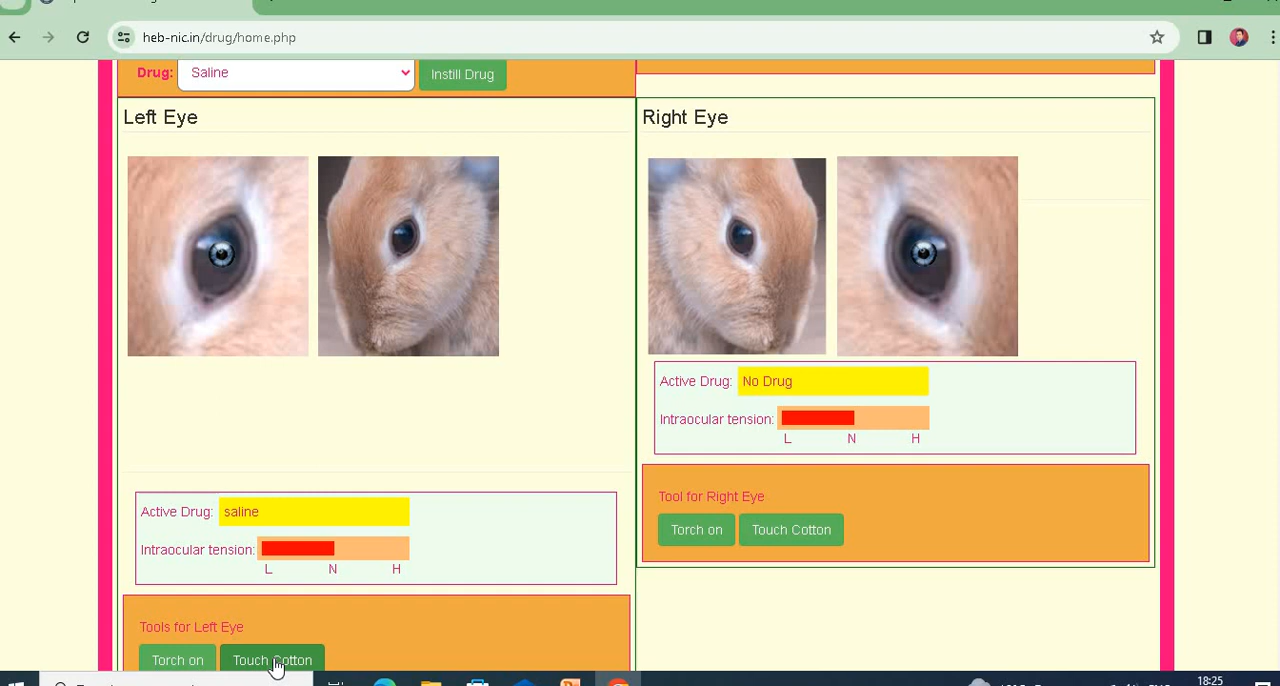 heb-nic.in/drug/home.php
Drug: Saline Instill Drug
Left Eye
Right Eye
Active Drug: No Drug
Intraocular tension:
L N H
Tool for Right Eye
Torch on Touch Cotton
Active Drug: saline
Intraocular tension:
L N H
Tools for Left Eye
Torch on Touch Cotton
18:25